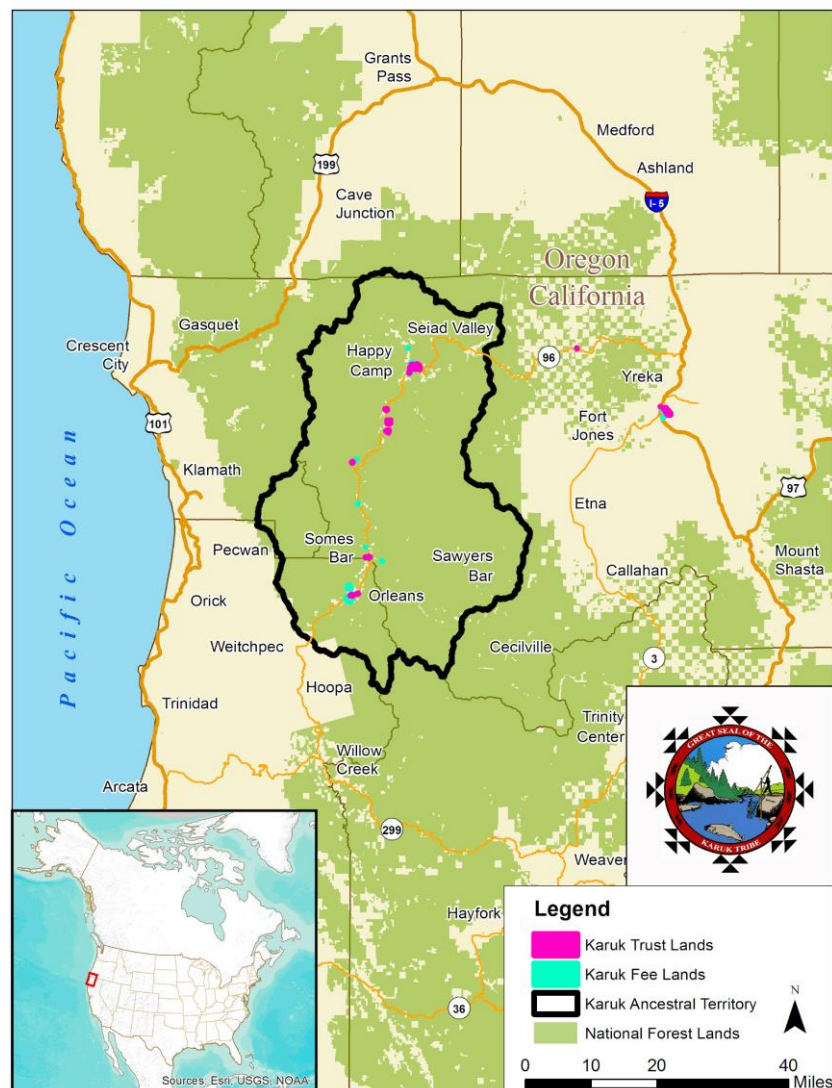 Grants
Pass
Medford
199
Ashland
Cave
Junction
I-5
Oregon
California
Gasquet
Seiad Valley
Crescent
City
Happy
Camp
96
Yreka
101
Fort
Jones
Klamath
97
Etna
Pacific Ocean
Somes
Bar
Pecwan
Sawyers
Bar
Mount
Shasta
Callahan
Orick
Orleans
Weitchpec
Cecilville
3
Hoopa
Trinidad
Trinity
Center
GREAT SEAL OF THE
KARUK TRIBE
Willow
Creek
Arcata
299
Weaver
Hayfork
36
Legend
Karuk Trust Lands
Karuk Fee Lands
Karuk Ancestral Territory
National Forest Lands
N
0 10 20 40
Miles
Sources: Esri, USGS, NOAA